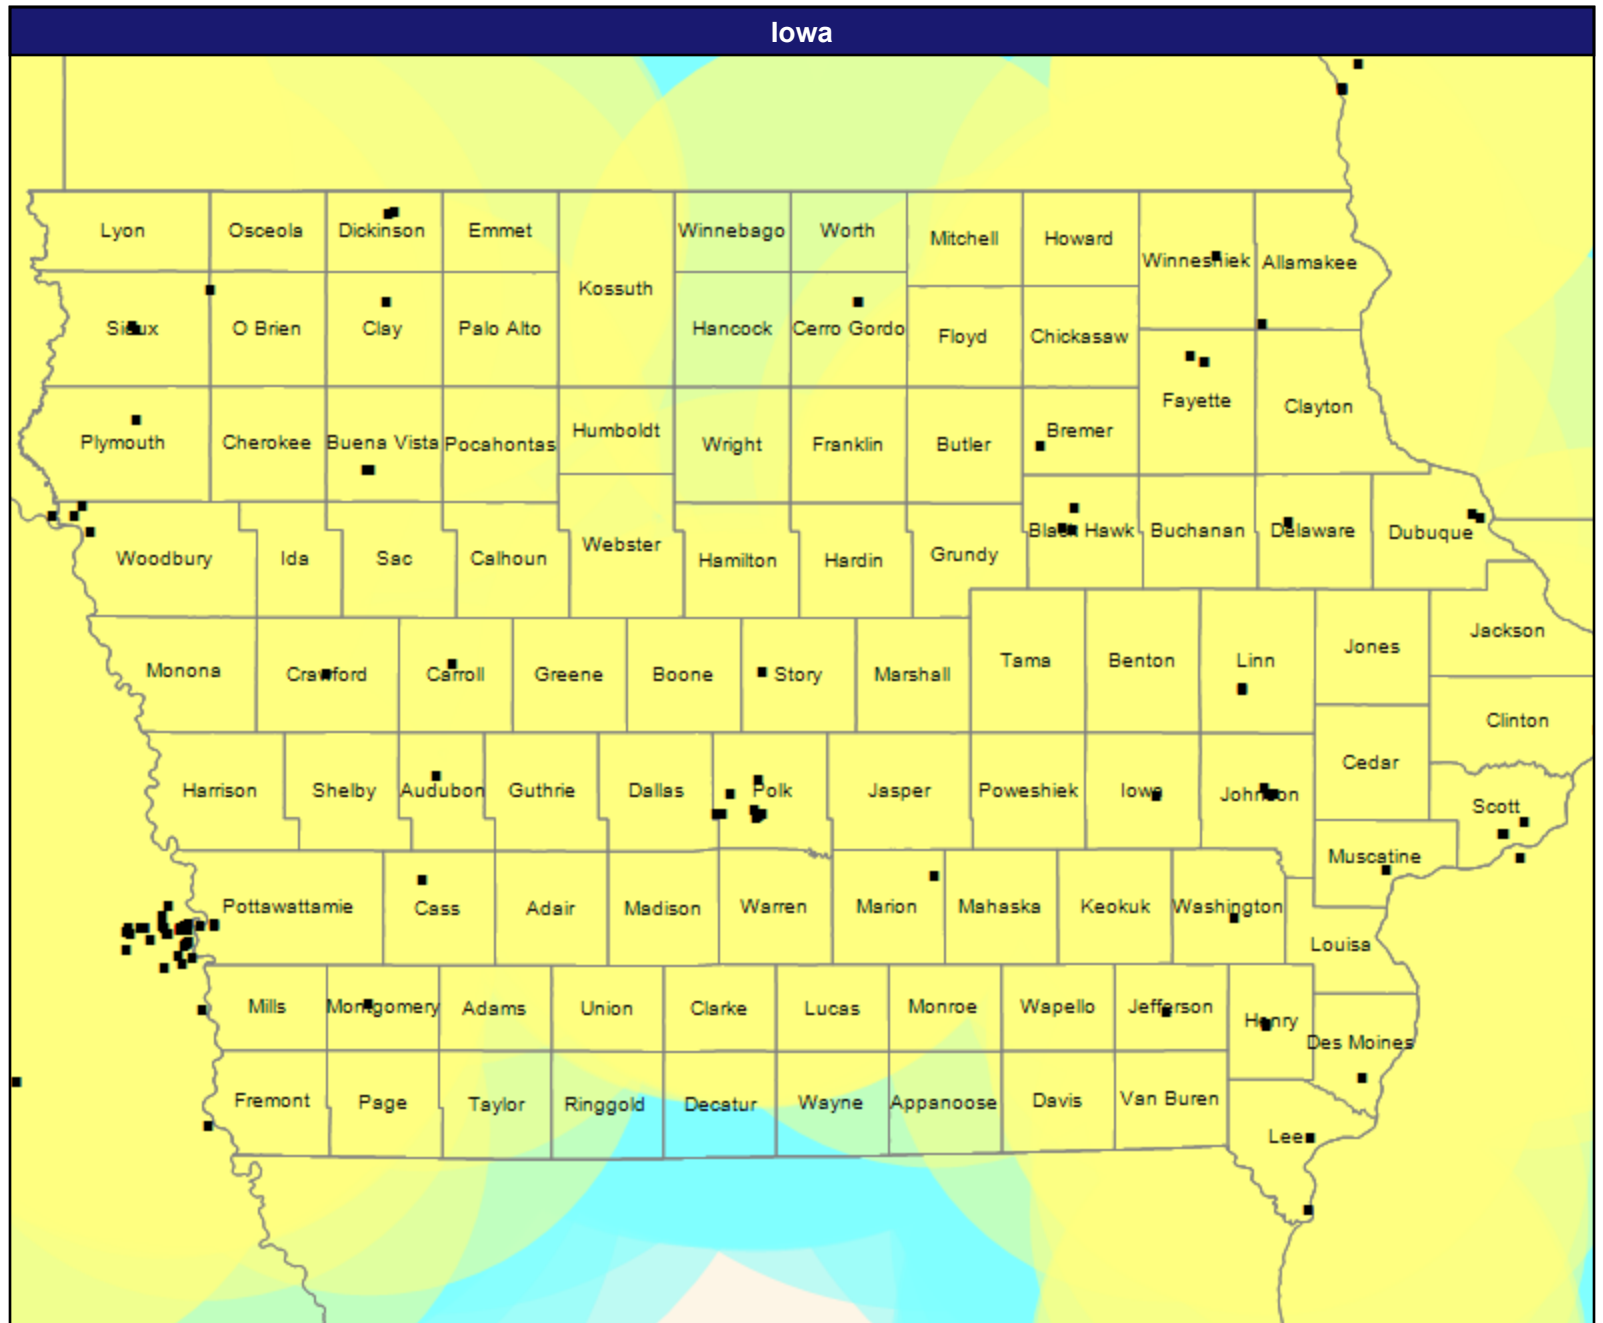 Iowa
Lyon
Osceola
Dickinson
Emmet
Winnebago
Worth
Mitchell
Howard
Winneshiek
Allamakee
Kossuth
Sioux
O Brien
Clay
Palo Alto
Hancock
Cerro Gordo
Floyd
Chickasaw
Fayette
Clayton
Plymouth
Cherokee
Buena Vista
Pocahontas
Humboldt
Wright
Franklin
Butler
Bremer
Woodbury
Ida
Sac
Calhoun
Webster
Hamilton
Hardin
Grundy
Black Hawk
Buchanan
Delaware
Dubuque
Monona
Crawford
Carroll
Greene
Boone
Story
Marshall
Tama
Benton
Linn
Jones
Jackson
Clinton
Harrison
Shelby
Audubon
Guthrie
Dallas
Polk
Jasper
Poweshiek
Iowa
Johnson
Cedar
Scott
Muscatine
Pottawattamie
Cass
Adair
Madison
Warren
Marion
Mahaska
Keokuk
Washington
Louisa
Mills
Montgomery
Adams
Union
Clarke
Lucas
Monroe
Wapello
Jefferson
Henry
Des Moines
Fremont
Page
Taylor
Ringgold
Decatur
Wayne
Appanoose
Davis
Van Buren
Lee